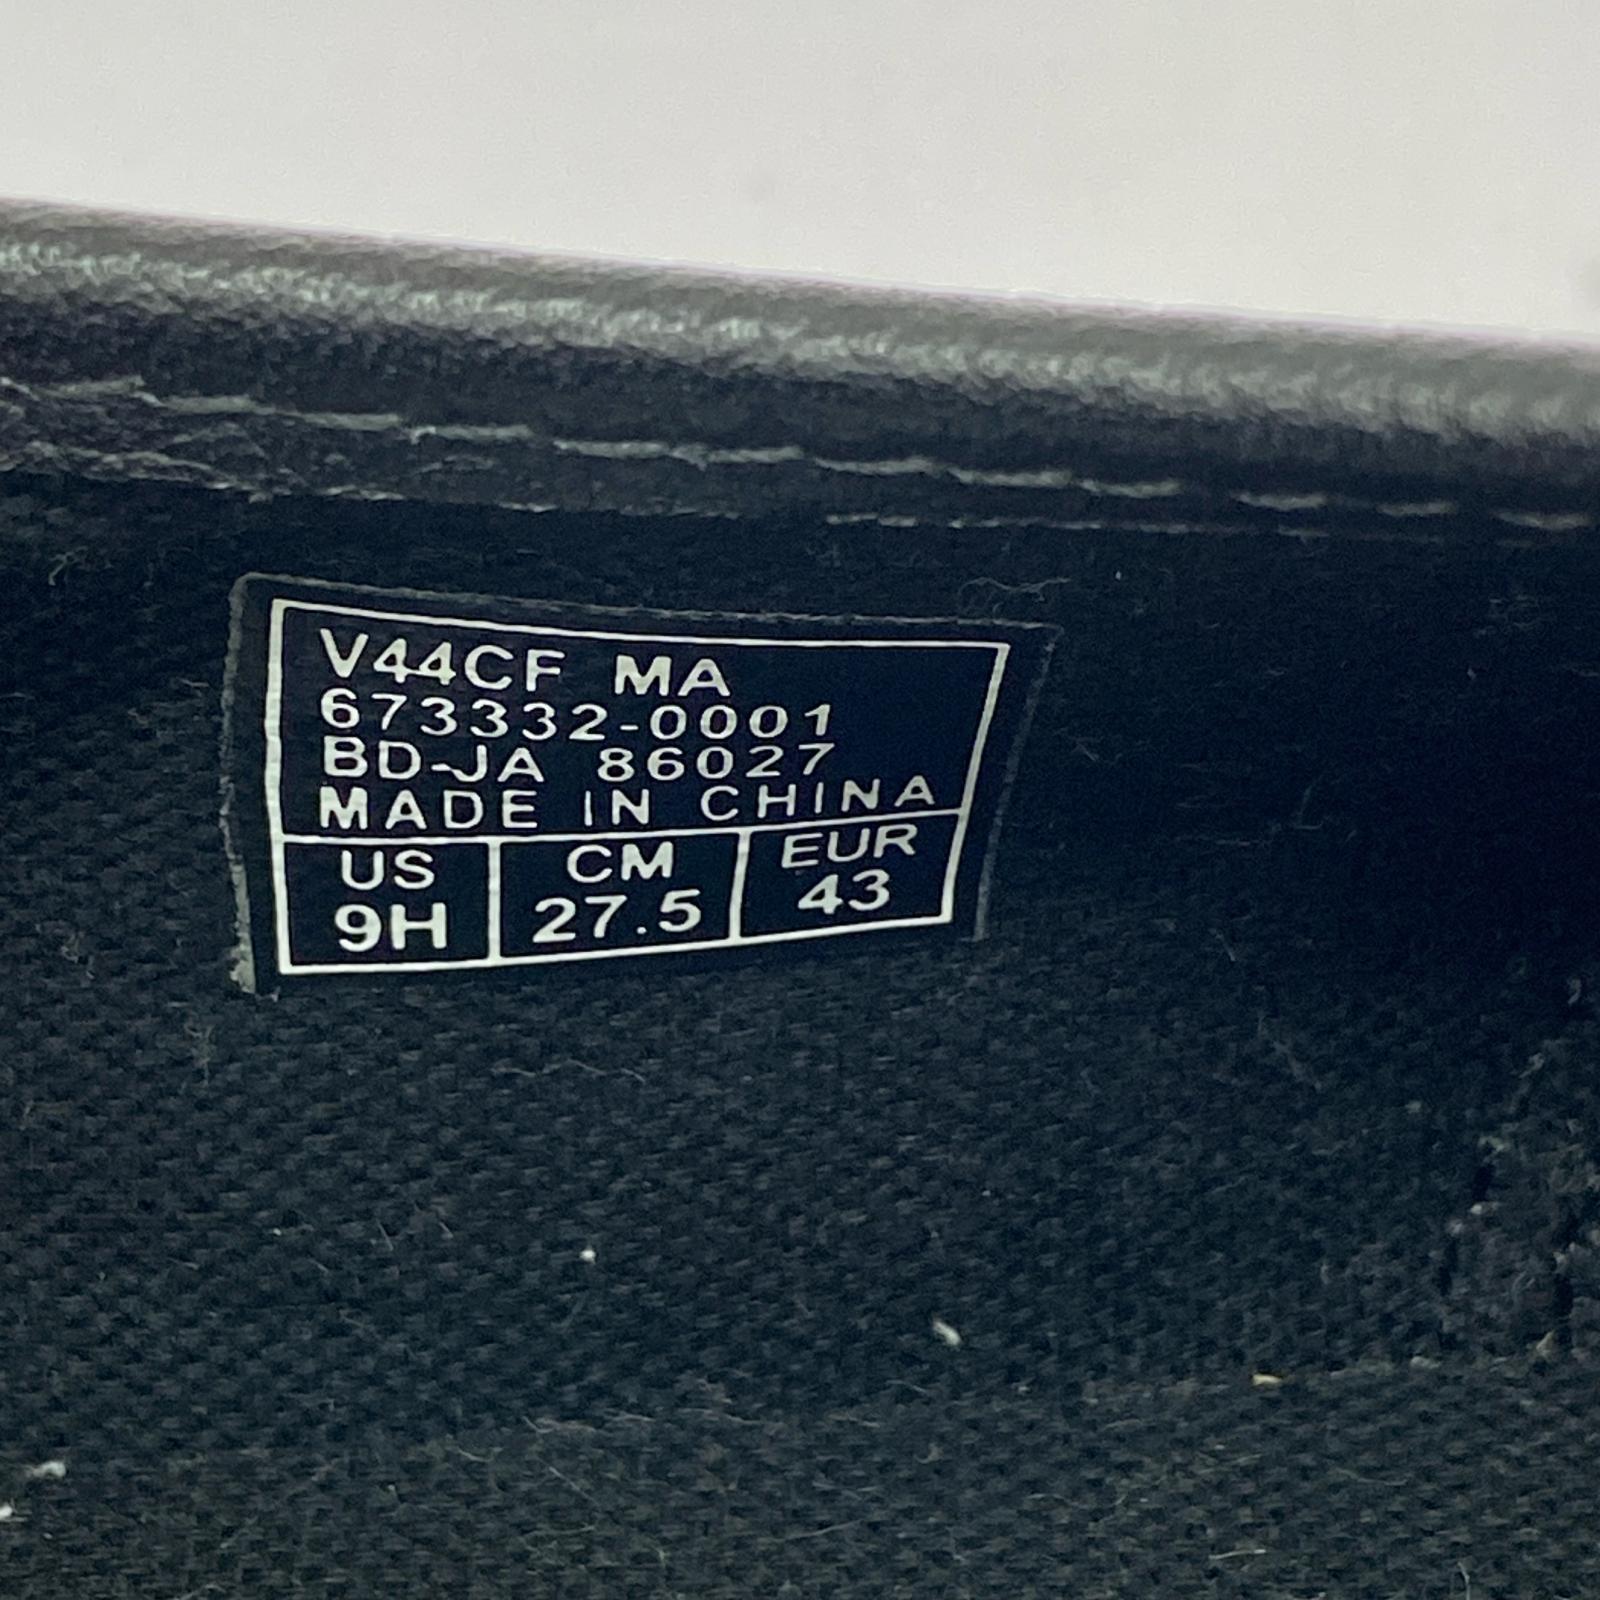 V44CF MA
673332-0001
BD-JA 86027
MADE IN CHINA
US CM EUR
9H 27.5 43